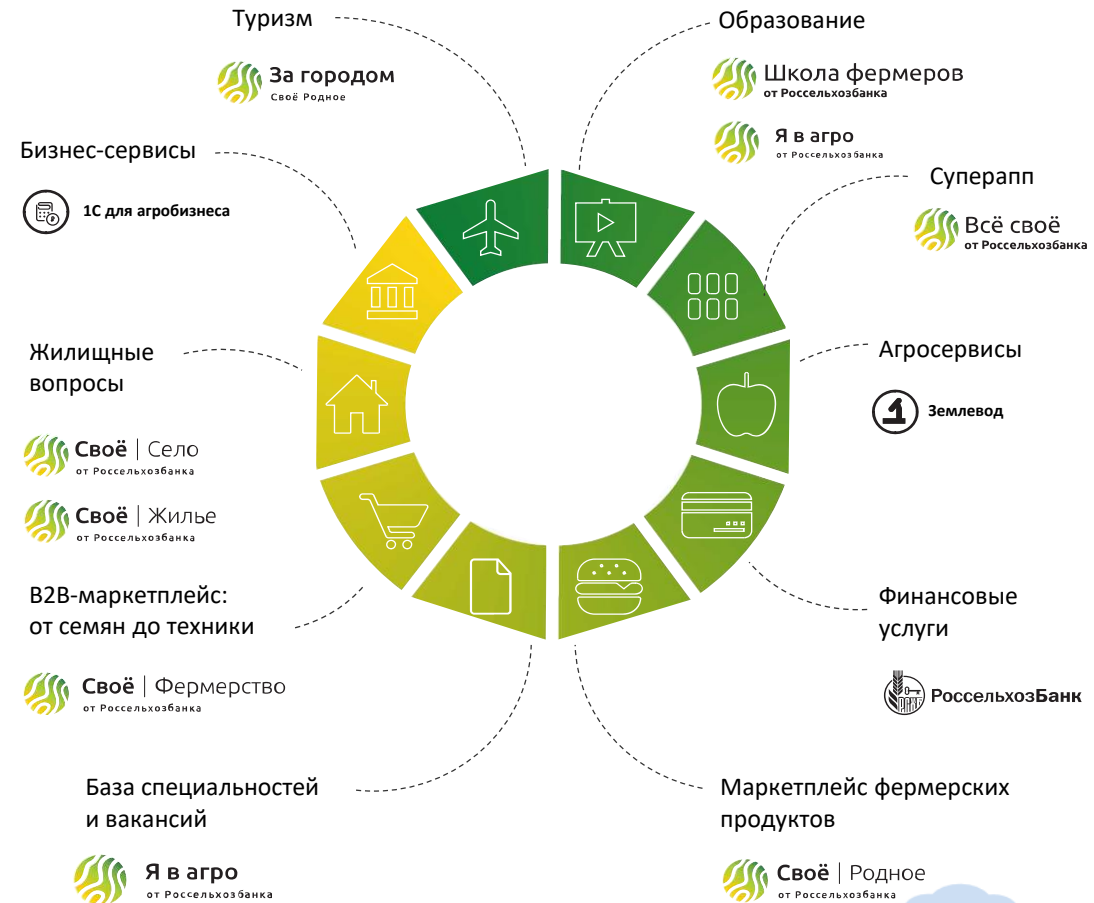 Туризм
За городом
Своё Родное
Образование
Школа фермеров
от Россельхозбанка
Я в агро
от Россельхозбанка
Бизнес-сервисы
1С для агробизнеса
Суперапп
Всё своё
от Россельхозбанка
Жилищные
вопросы
Своё | Село
от Россельхозбанка
Своё | Жилье
от Россельхозбанка
Агросервисы
1
Землевод
B2B-маркетплейс:
от семян до техники
Своё | Фермерство
от Россельхозбанка
Финансовые
услуги
РоссельхозБанк
База специальностей
и вакансий
Я в агро
от Россельхозбанка
Маркетплейс фермерских
продуктов
Своё | Родное
от Россельхозбанка